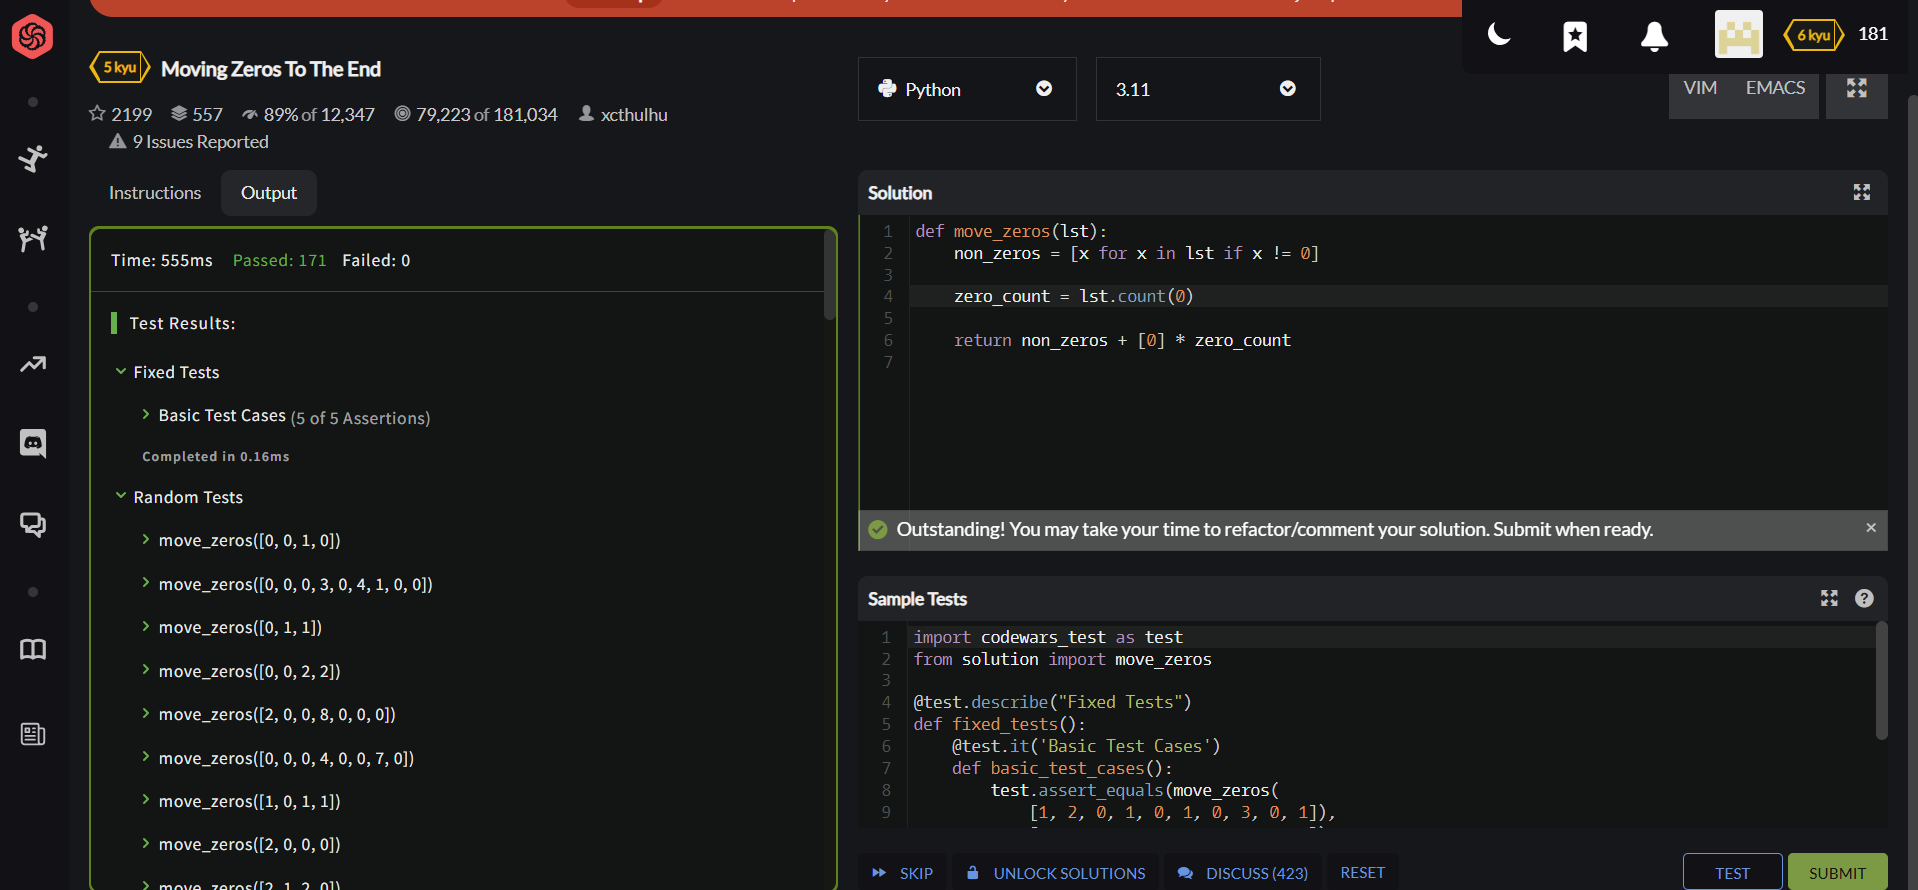 6 kyu 181
5 kyu Moving Zeros To The End
2199 557 89% of 12,347 79,223 of 181,034 xcthulhu
9 Issues Reported
Python
3.11
VIM EMACS
Instructions Output
Time: 555ms Passed: 171 Failed: 0
Test Results:
Fixed Tests
Basic Test Cases (5 of 5 Assertions)
Completed in 0.16ms
Random Tests
move_zeros([0, 0, 1, 0])
move_zeros([0, 0, 0, 3, 0, 4, 1, 0, 0])
move_zeros([0, 1, 1])
move_zeros([0, 0, 2, 2])
move_zeros([2, 0, 0, 8, 0, 0, 0])
move_zeros([0, 0, 0, 4, 0, 0, 7, 0])
move_zeros([1, 0, 1, 1])
move_zeros([2, 0, 0, 0])
move_zeros([2, 1, 2, 0])
Solution
1 def move_zeros(lst):
2 non_zeros = [x for x in lst if x != 0]
3
4 zero_count = lst.count(0)
5
6 return non_zeros + [0] * zero_count
7
Outstanding! You may take your time to refactor/comment your solution. Submit when ready. ×
Sample Tests
1 import codewars_test as test
2 from solution import move_zeros
3
4 @test.describe("Fixed Tests")
5 def fixed_tests():
6 @test.it('Basic Test Cases')
7 def basic_test_cases():
8 test.assert_equals(move_zeros(
9 [1, 2, 0, 1, 0, 1, 0, 3, 0, 1]),
SKIP UNLOCK SOLUTIONS DISCUSS (423) RESET TEST SUBMIT